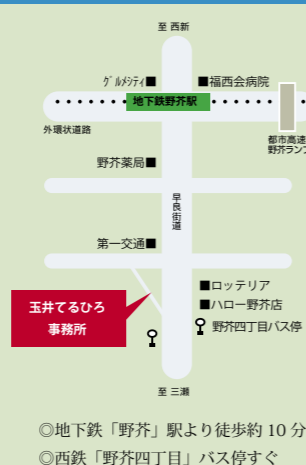 至 西新
グルメシティ■
■福西会病院
地下鉄野芥駅
外環状道路
都市高速
野芥ランプ
野芥薬局■
早良街道
第一交通■
■ロッテリア
■ハロー野芥店
野芥四丁目バス停
玉井てるひろ
事務所
至 三瀬
◎地下鉄「野芥」駅より徒歩約 10 分
◎西鉄「野芥四丁目」バス停すぐ